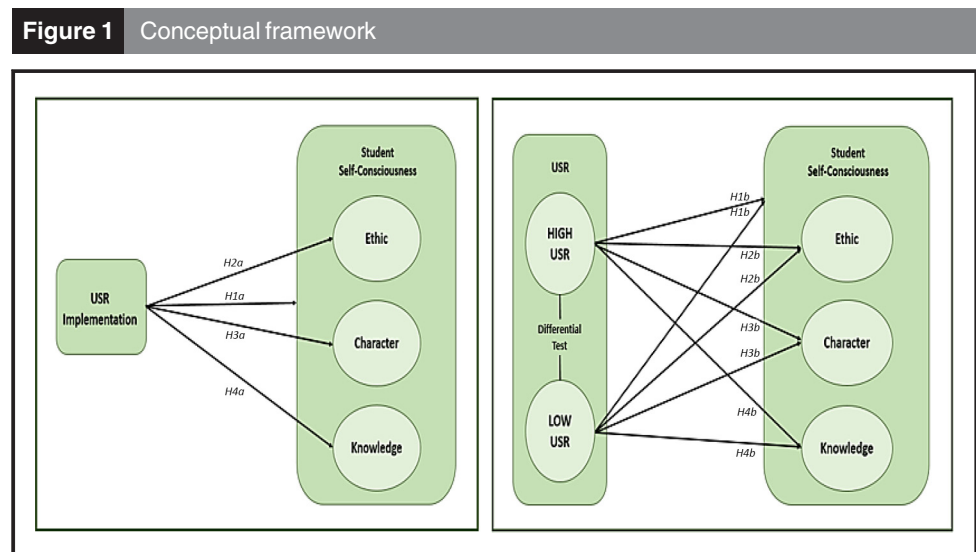 Figure 1 Conceptual framework
Student
Self-Consciousness
Ethic
H2a
H1a
USR
Implementation
H3a
Character
H4a
Knowledge
USR
Student
Self-Consciousness
H1b
H1b
HIGH
USR
Ethic
H2b
H2b
Differential
Test
H3b
Character
H3b
LOW
USR
H4b
Knowledge
H4b